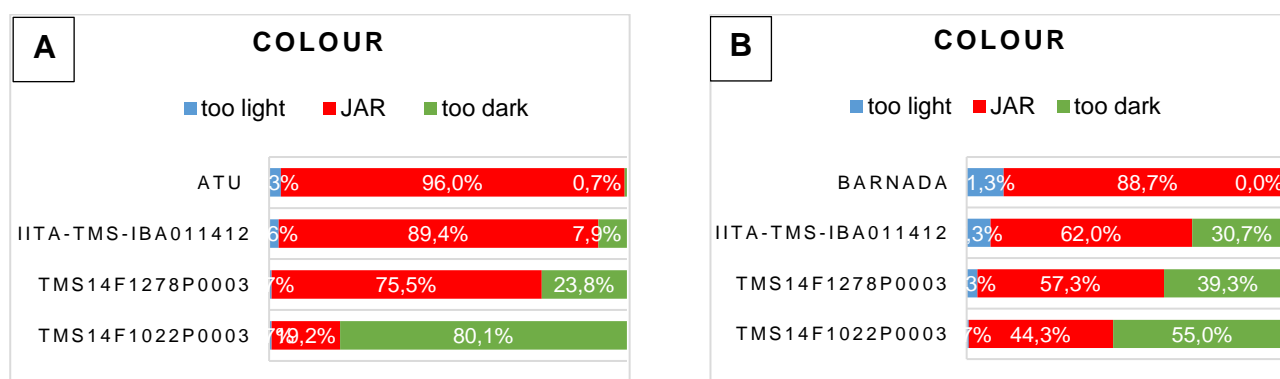 A
COLOUR
too light JAR too dark
ATU 3% 96,0% 0,7%
IITA-TMS-IBA011412 6% 89,4% 7,9%
TMS14F1278P0003 7% 75,5% 23,8%
TMS14F1022P0003 7% 19,2% 80,1%
B
COLOUR
too light JAR too dark
BARNADA 1,3% 88,7% 0,0%
IITA-TMS-IBA011412 ,3% 62,0% 30,7%
TMS14F1278P0003 3% 57,3% 39,3%
TMS14F1022P0003 7% 44,3% 55,0%